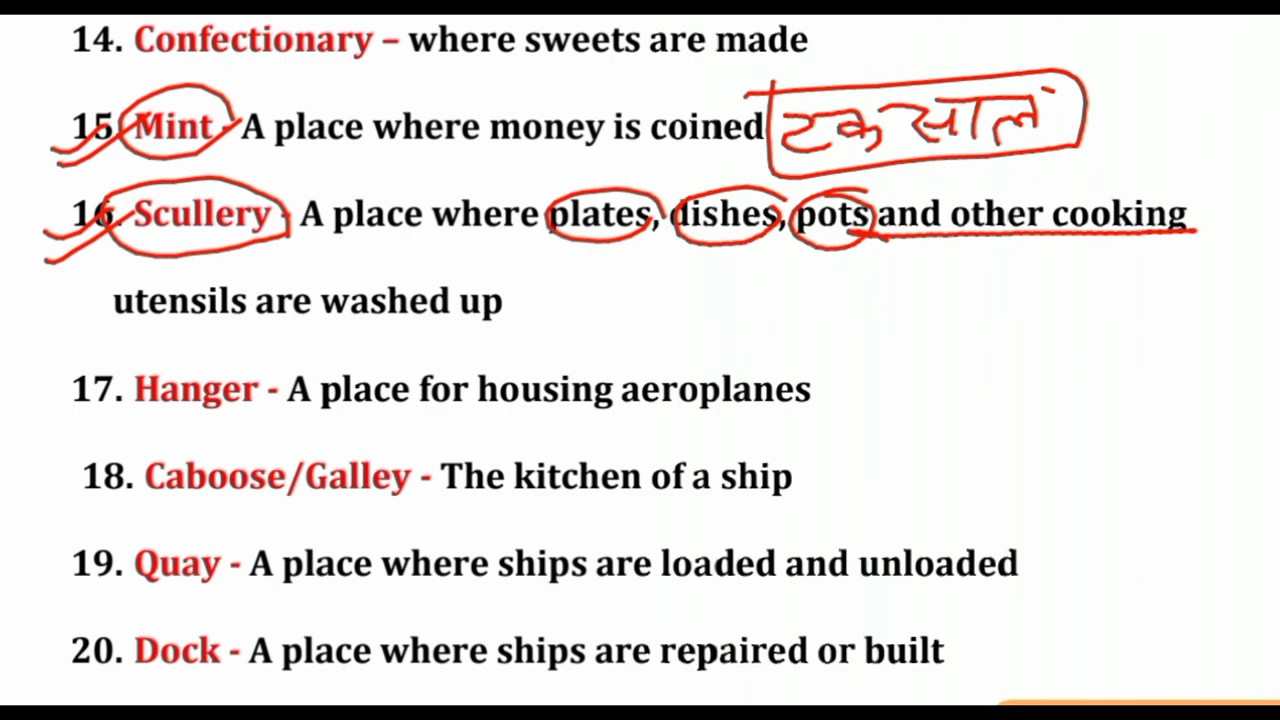 14. Confectionary – where sweets are made
15. Mint - A place where money is coined टकसाल
16. Scullery - A place where plates, dishes, pots and other cooking
utensils are washed up
17. Hanger - A place for housing aeroplanes
18. Caboose/Galley - The kitchen of a ship
19. Quay - A place where ships are loaded and unloaded
20. Dock - A place where ships are repaired or built